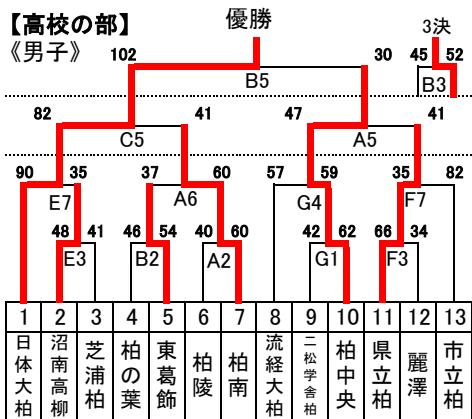 【高校の部】 優勝 3決
《男子》 102 30 45 52
B5 B3
82 41 47 41
C5 A5
90 35 37 60 57 59 35 82
E7 A6 G4 F7
48 41 46 54 40 60 42 62 66 34
E3 B2 A2 G1 F3
1 2 3 4 5 6 7 8 9 10 11 12 13
日体大柏 沼南高柳 芝浦柏 柏の葉 東葛飾 柏陵 柏南 流経大柏 二松学舎柏 柏中央 県立柏 麗澤 市立柏